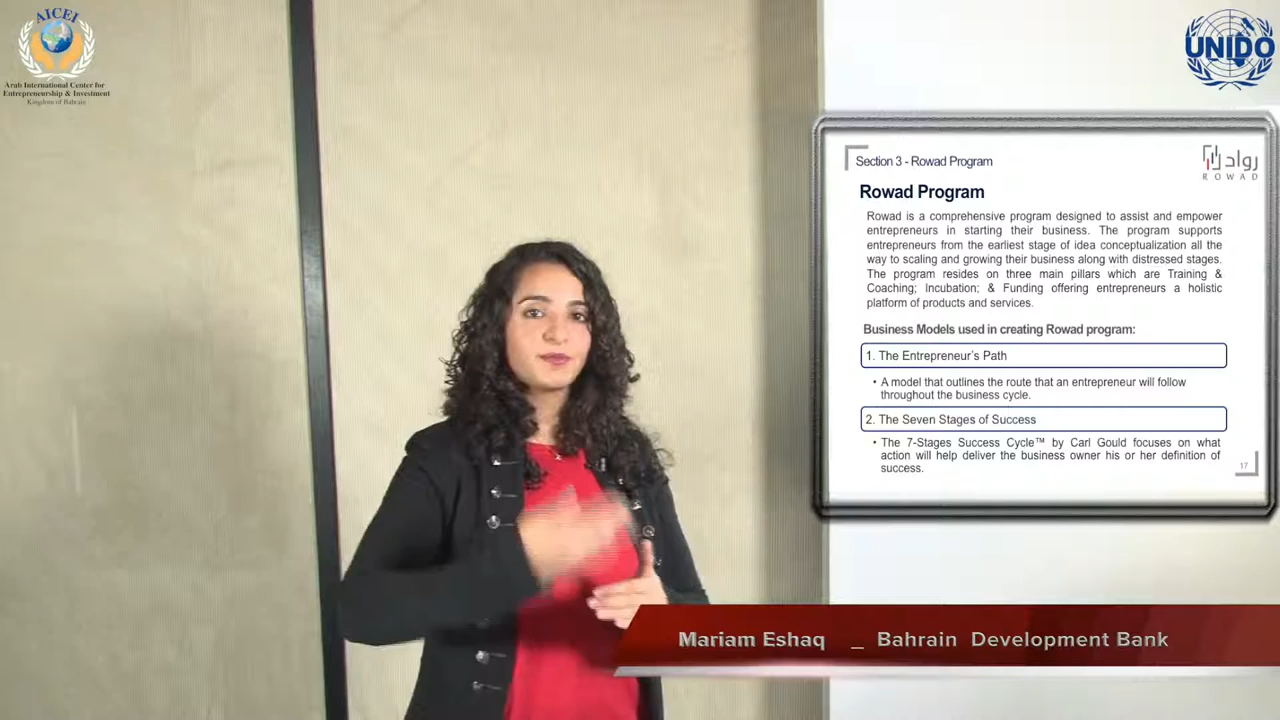 AICEI
Arab International Center for
Entrepreneurship & Investment
Kingdom of Bahrain
UNIDO
Section 3 - Rowad Program
رواد
ROWAD
Rowad Program
Rowad is a comprehensive program designed to assist and empower
entrepreneurs in starting their business. The program supports
entrepreneurs from the earliest stage of idea conceptualization all the
way to scaling and growing their business along with distressed stages.
The program resides on three main pillars which are Training &
Coaching; Incubation; & Funding offering entrepreneurs a holistic
platform of products and services.
Business Models used in creating Rowad program:
1. The Entrepreneur's Path
• A model that outlines the route that an entrepreneur will follow
throughout the business cycle.
2. The Seven Stages of Success
• The 7-Stages Success Cycle™ by Carl Gould focuses on what
action will help deliver the business owner his or her definition of
success.
17
Mariam Eshaq _ Bahrain Development Bank